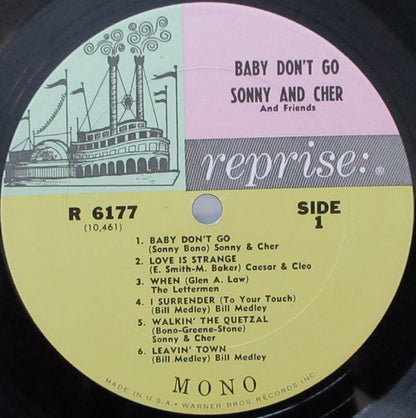 BABY DON'T GO
SONNY AND CHER
And Friends
reprise:®
R 6177
(10,461)
SIDE
1
1. BABY DON'T GO
(Sonny Bono) Sonny & Cher
2. LOVE IS STRANGE
(E. Smith-M. Baker) Caesar & Cleo
3. WHEN (Glen A. Law)
The Lettermen
4. I SURRENDER (To Your Touch)
(Bill Medley) Bill Medley
5. WALKIN' THE QUETZAL
(Bono-Greene-Stone)
Sonny & Cher
6. LEAVIN' TOWN
(Bill Medley) Bill Medley
MONO
MADE IN U.S.A. • WARNER BROS. RECORDS INC.